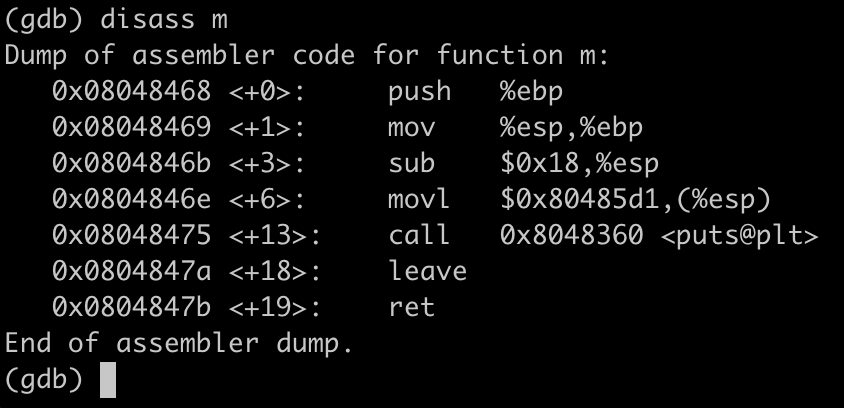 (gdb) disass m
Dump of assembler code for function m:
   0x08048468 <+0>:     push   %ebp
   0x08048469 <+1>:     mov    %esp,%ebp
   0x0804846b <+3>:     sub    $0x18,%esp
   0x0804846e <+6>:     movl   $0x80485d1,(%esp)
   0x08048475 <+13>:    call   0x8048360 <puts@plt>
   0x0804847a <+18>:    leave
   0x0804847b <+19>:    ret
End of assembler dump.
(gdb)